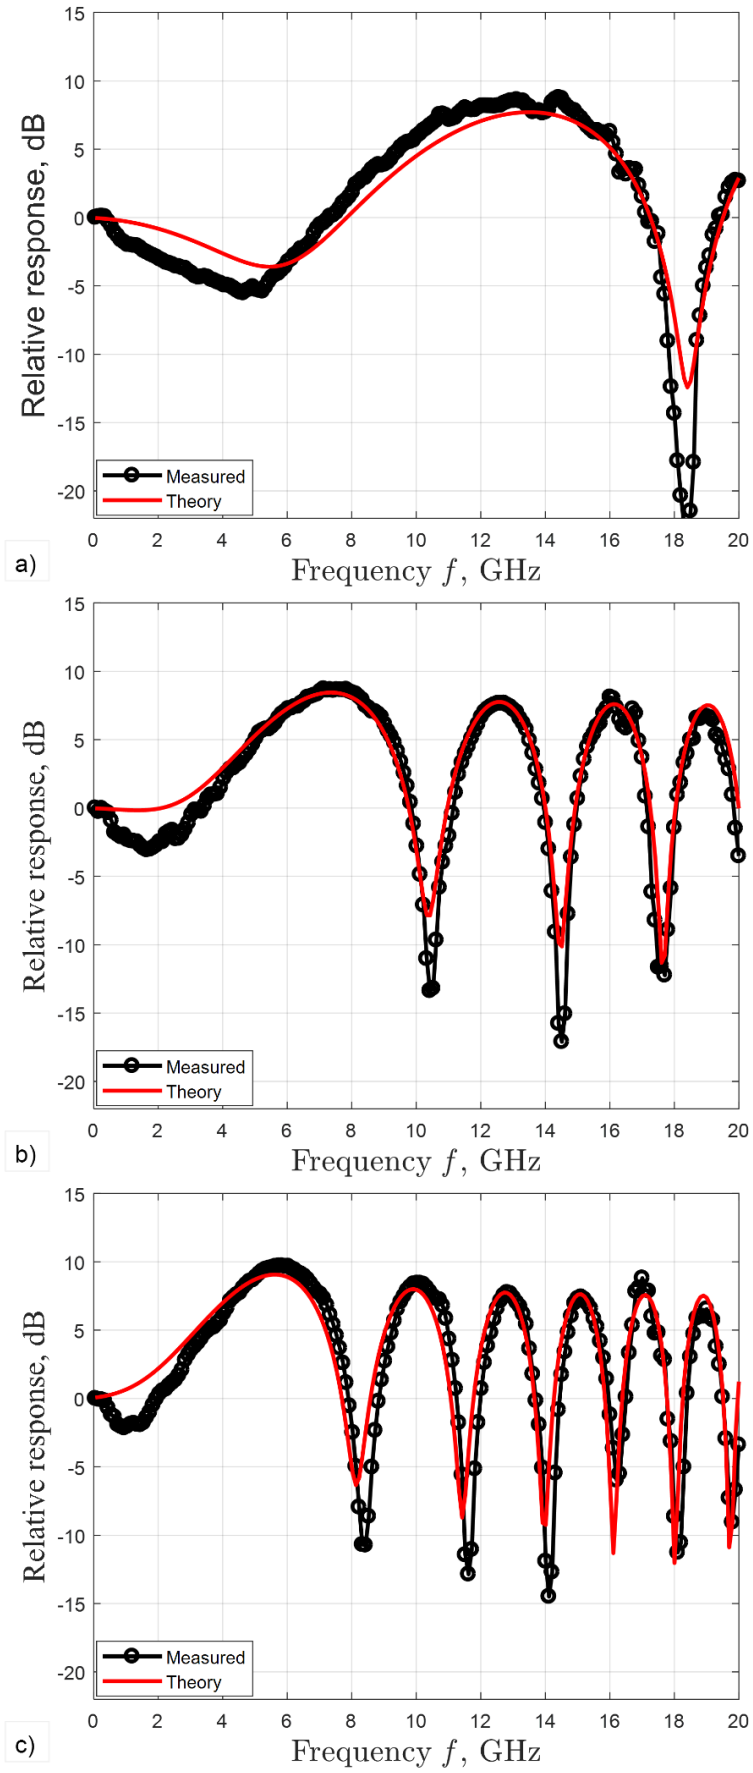 15
10
5
0
-5
-10
-15
-20
Relative response, dB
Measured
Theory
0 2 4 6 8 10 12 14 16 18 20
Frequency f, GHz
a)
15
10
5
0
-5
-10
-15
-20
Relative response, dB
Measured
Theory
0 2 4 6 8 10 12 14 16 18 20
Frequency f, GHz
b)
15
10
5
0
-5
-10
-15
-20
Relative response, dB
Measured
Theory
0 2 4 6 8 10 12 14 16 18 20
Frequency f, GHz
c)